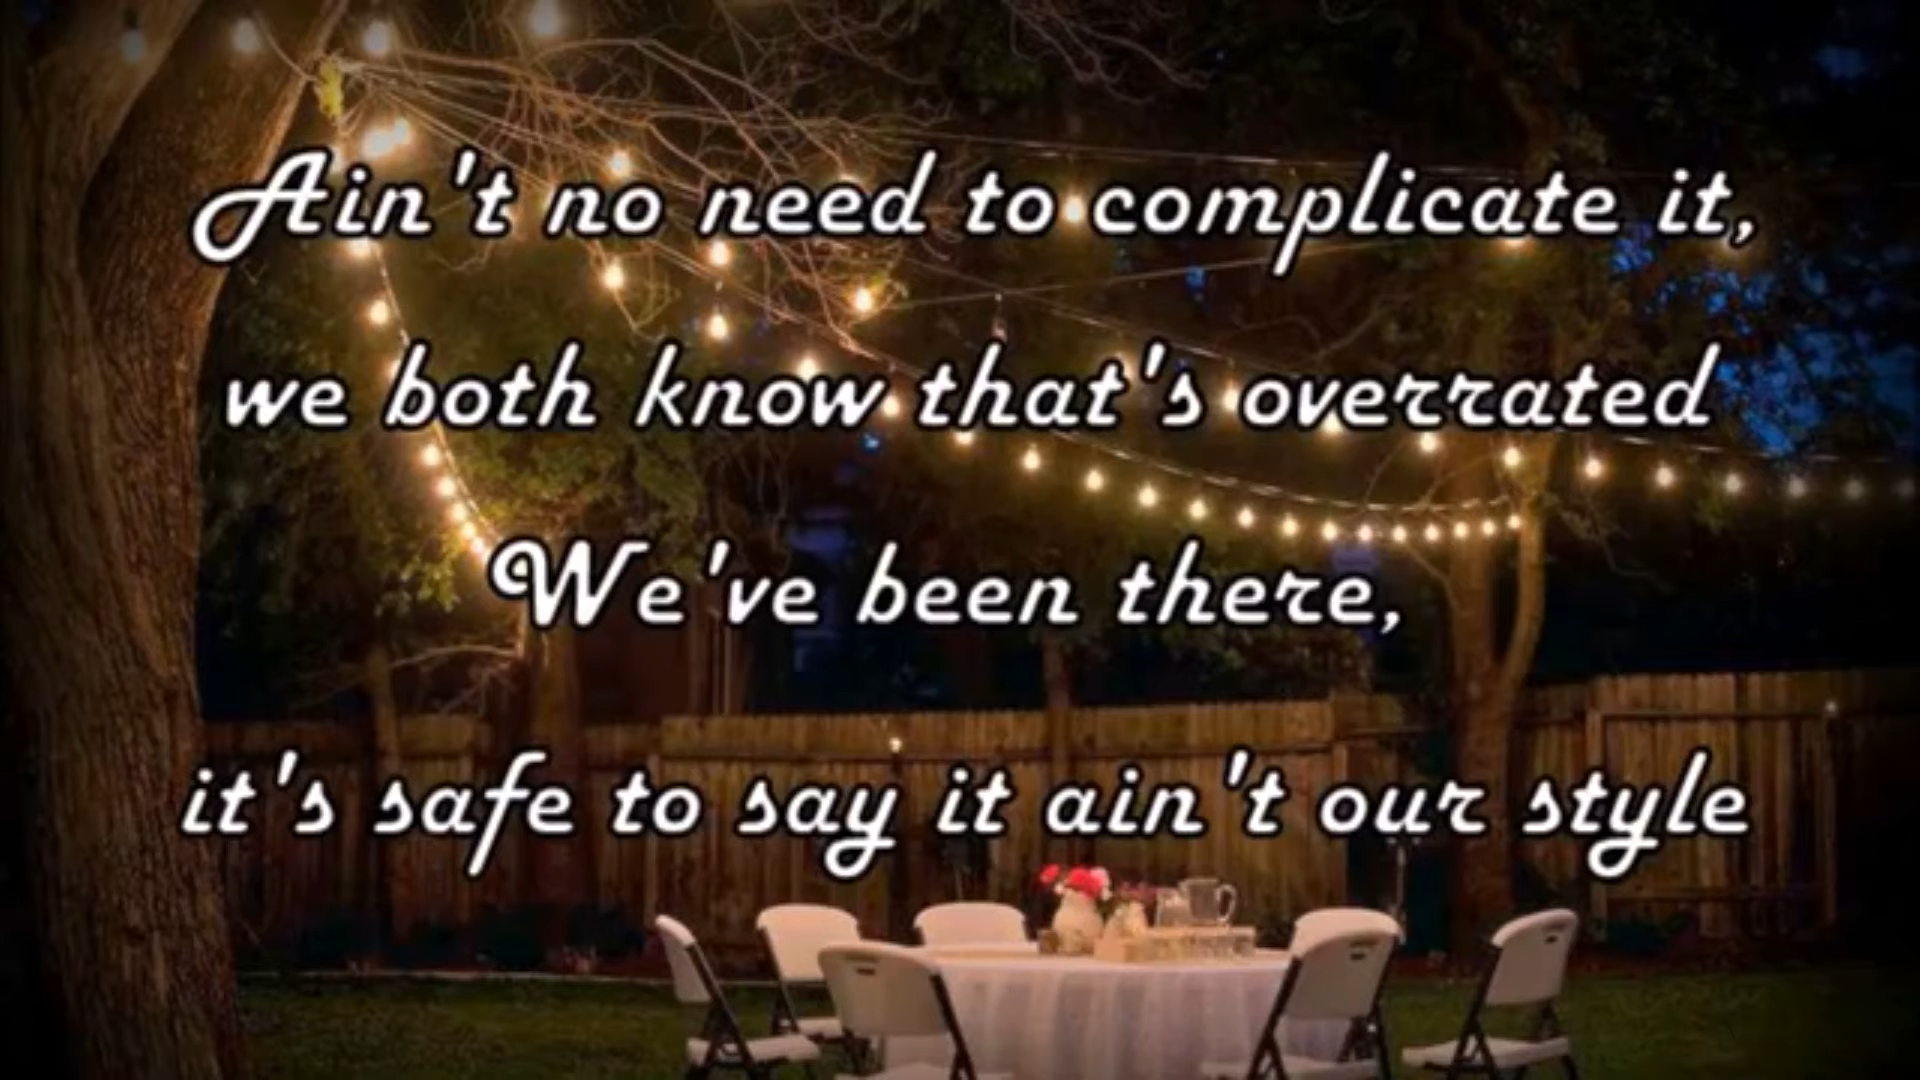 Ain't no need to complicate it,
we both know that's overrated
We've been there,
it's safe to say it ain't our style